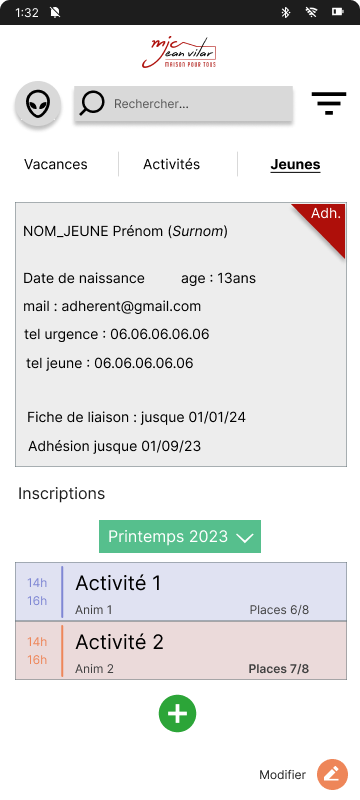 1:32
mjc
jean vilar
MAISON POUR TOUS
Rechercher...
Vacances Activités Jeunes
Adh.
NOM_JEUNE Prénom (Surnom)
Date de naissance age : 13ans
mail : adherent@gmail.com
tel urgence : 06.06.06.06.06
tel jeune : 06.06.06.06.06
Fiche de liaison : jusque 01/01/24
Adhésion jusque 01/09/23
Inscriptions
Printemps 2023
14h Activité 1
16h Anim 1 Places 6/8
14h Activité 2
16h Anim 2 Places 7/8
Modifier